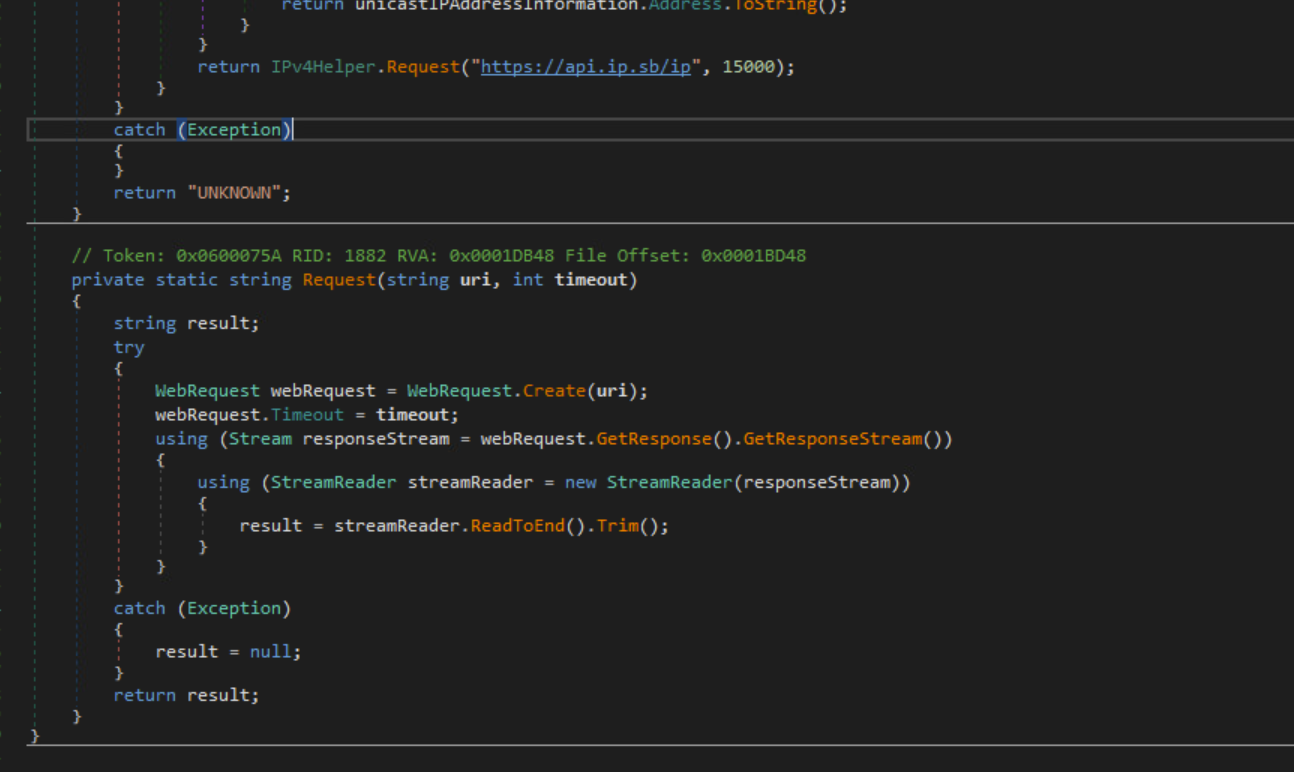 return unicastIPAddressInformation.Address.ToString();
}
}
return IPv4Helper.Request("https://api.ip.sb/ip", 15000);
}
}
catch (Exception)
{
}
return "UNKNOWN";
}
// Token: 0x0600075A RID: 1882 RVA: 0x0001DB48 File Offset: 0x0001BD48
private static string Request(string uri, int timeout)
{
string result;
try
{
WebRequest webRequest = WebRequest.Create(uri);
webRequest.Timeout = timeout;
using (Stream responseStream = webRequest.GetResponse().GetResponseStream())
{
using (StreamReader streamReader = new StreamReader(responseStream))
{
result = streamReader.ReadToEnd().Trim();
}
}
}
catch (Exception)
{
result = null;
}
return result;
}
}